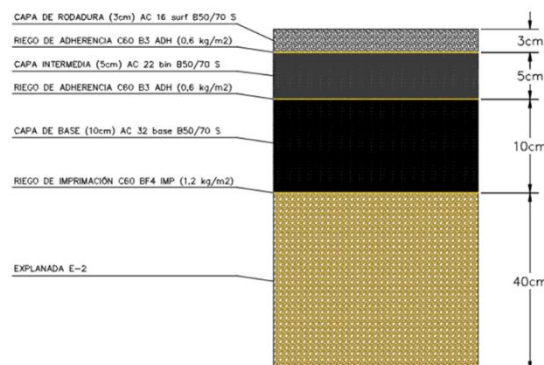 CAPA DE RODADURA (3cm) AC 16 surf B50/70 S
3cm
RIEGO DE ADHERENCIA C60 B3 ADH (0,6 kg/m2)
CAPA INTERMEDIA (5cm) AC 22 bin B50/70 S
5cm
RIEGO DE ADHERENCIA C60 B3 ADH (0,6 kg/m2)
CAPA DE BASE (10cm) AC 32 base B50/70 S
10cm
RIEGO DE IMPRIMACIÓN C60 BF4 IMP (1,2 kg/m2)
EXPLANADA E-2
40cm